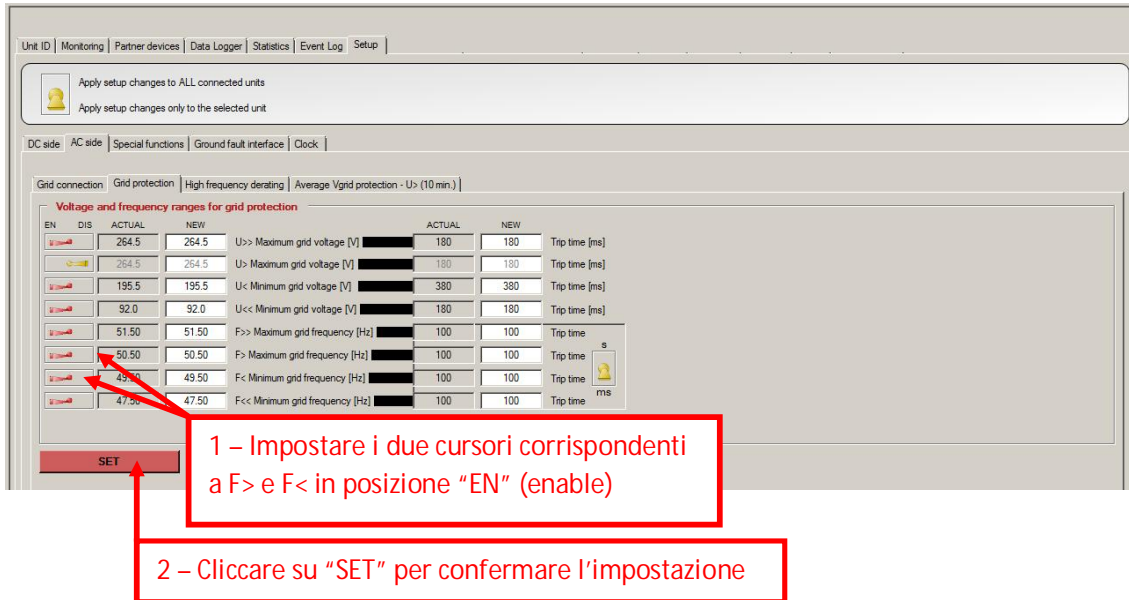 Unit ID Monitoring Partner devices Data Logger Statistics Event Log Setup
Apply setup changes to ALL connected units
Apply setup changes only to the selected unit
DC side AC side Special functions Ground fault interface Clock
Grid connection Grid protection High frequency derating Average Vgrid protection - U> (10 min.)
Voltage and frequency ranges for grid protection
EN DIS ACTUAL NEW ACTUAL NEW
264.5 264.5 U>> Maximum grid voltage [V] 180 180 Trip time [ms]
264.5 264.5 U> Maximum grid voltage [V] 180 180 Trip time [ms]
195.5 195.5 U< Minimum grid voltage [V] 380 380 Trip time [ms]
92.0 92.0 U<< Minimum grid voltage [V] 180 180 Trip time [ms]
51.50 51.50 F>> Maximum grid frequency [Hz] 100 100 Trip time
s
50.50 50.50 F> Maximum grid frequency [Hz] 100 100 Trip time
49.50 49.50 F< Minimum grid frequency [Hz] 100 100 Trip time
ms
47.50 47.50 F<< Minimum grid frequency [Hz] 100 100 Trip time
SET
1 – Impostare i due cursori corrispondenti
a F> e F< in posizione “EN” (enable)
2 – Cliccare su “SET” per confermare l’impostazione